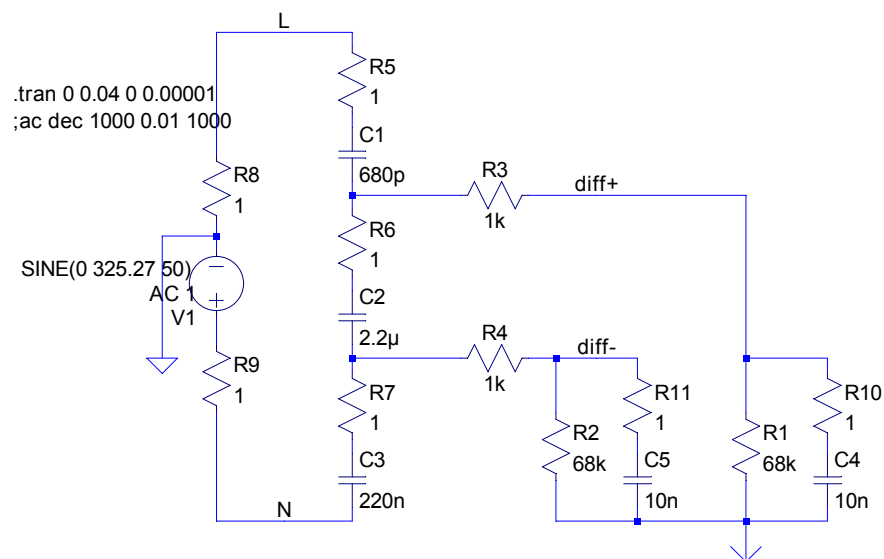 L
R5
1
.tran 0 0.04 0 0.00001
;ac dec 1000 0.01 1000
C1
680p
R8
1
R3
1k
diff+
R6
1
SINE(0 325.27 50)
AC 1
V1
C2
2.2µ
R4
1k
diff-
R9
1
R7
1
R11
1
R10
1
R2
68k
R1
68k
C3
220n
C5
10n
C4
10n
N